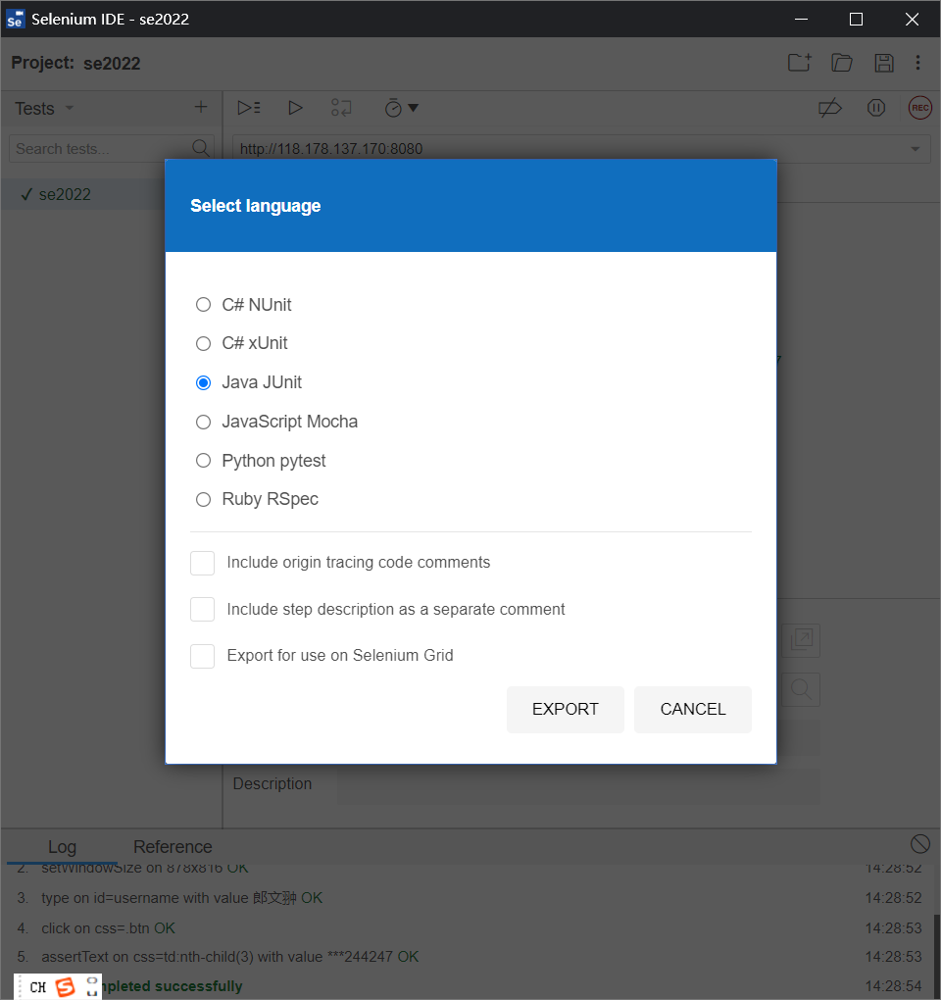 Selenium IDE - se2022
Project: se2022
Tests
REC
Search tests...
http://118.178.137.170:8080
✓ se2022
Select language
C# NUnit
C# xUnit
Java JUnit
JavaScript Mocha
Python pytest
Ruby RSpec
Include origin tracing code comments
Include step description as a separate comment
Export for use on Selenium Grid
EXPORT
CANCEL
Description
Log
Reference
2. setWindowSize on 878x816 OK 14:28:52
3. type on id=username with value 郎文翀 OK 14:28:52
4. click on css=.btn OK 14:28:53
5. assertText on css=td:nth-child(3) with value ***244247 OK 14:28:53
successfully 14:28:54
CH